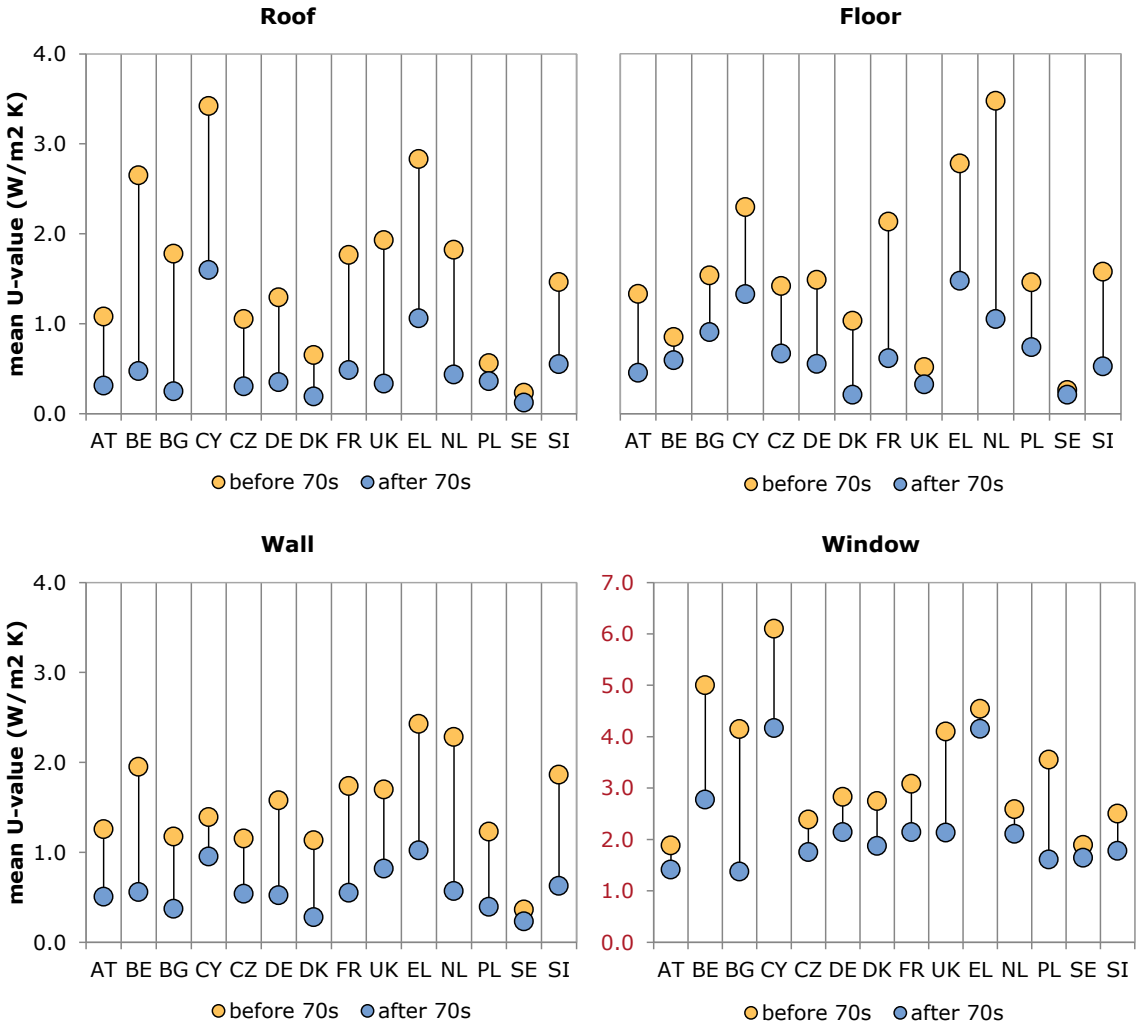 Roof
mean U-value (W/m2 K)
4.0
3.0
2.0
1.0
0.0
AT BE BG CY CZ DE DK FR UK EL NL PL SE SI
before 70s after 70s
Floor
AT BE BG CY CZ DE DK FR UK EL NL PL SE SI
before 70s after 70s
Wall
mean U-value (W/m2 K)
4.0
3.0
2.0
1.0
0.0
AT BE BG CY CZ DE DK FR UK EL NL PL SE SI
before 70s after 70s
Window
7.0
6.0
5.0
4.0
3.0
2.0
1.0
0.0
AT BE BG CY CZ DE DK FR UK EL NL PL SE SI
before 70s after 70s